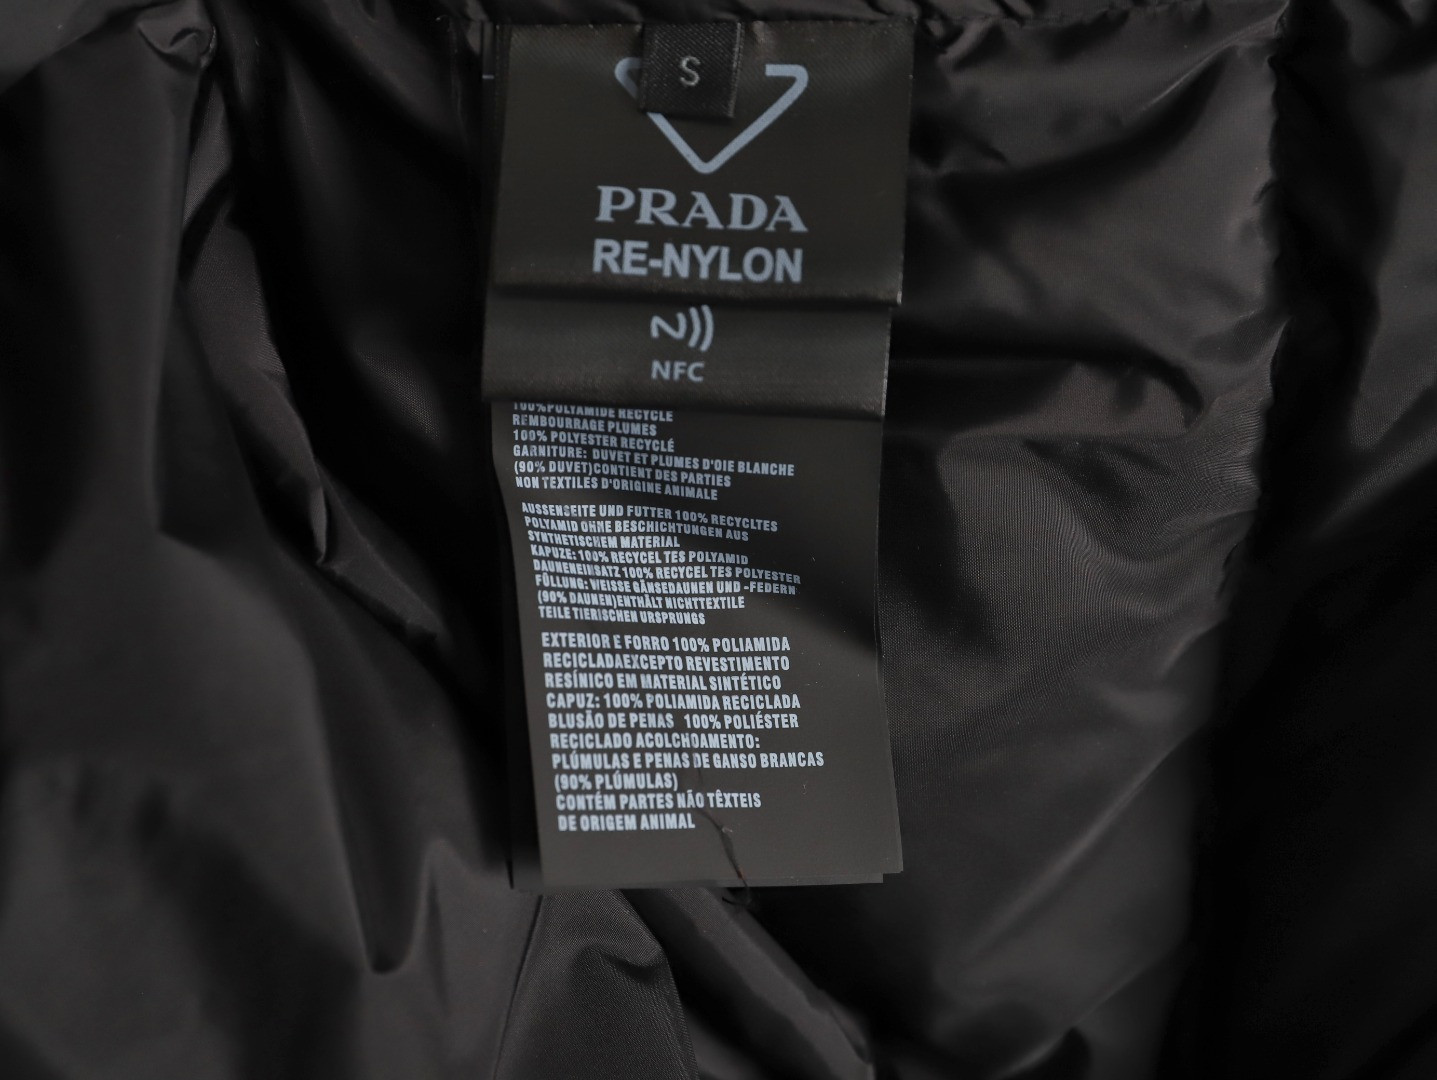 S
PRADA
RE-NYLON
NFC
100%POLYAMIDE RECYCLÉ
REMBOURRAGE PLUMES
100% POLYESTER RECYCLÉ
GARNITURE: DUVET ET PLUMES D'OIE BLANCHE
(90% DUVET)CONTIENT DES PARTIES
NON TEXTILES D'ORIGINE ANIMALE
AUSSENSEITE UND FUTTER 100% RECYCLTES
POLYAMID OHNE BESCHICHTUNGEN AUS
SYNTHETISCHEM MATERIAL
KAPUZE: 100% RECYCEL TES POLYAMID
DAUNENEINSATZ 100% RECYCEL TES POLYESTER
FÜLLUNG: WEISSE GÄNSEDAUNEN UND -FEDERN
(90% DAUNEN)ENTHÄLT NICHTTEXTILE
TEILE TIERISCHEN URSPRUNGS
EXTERIOR E FORRO 100% POLIAMIDA
RECICLADAEXCEPTO REVESTIMENTO
RESÍNICO EM MATERIAL SINTÉTICO
CAPUZ: 100% POLIAMIDA RECICLADA
BLUSÃO DE PENAS 100% POLIÉSTER
RECICLADO ACOLCHOAMENTO:
PLÚMULAS E PENAS DE GANSO BRANCAS
(90% PLÚMULAS)
CONTÉM PARTES NÃO TÊXTEIS
DE ORIGEM ANIMAL